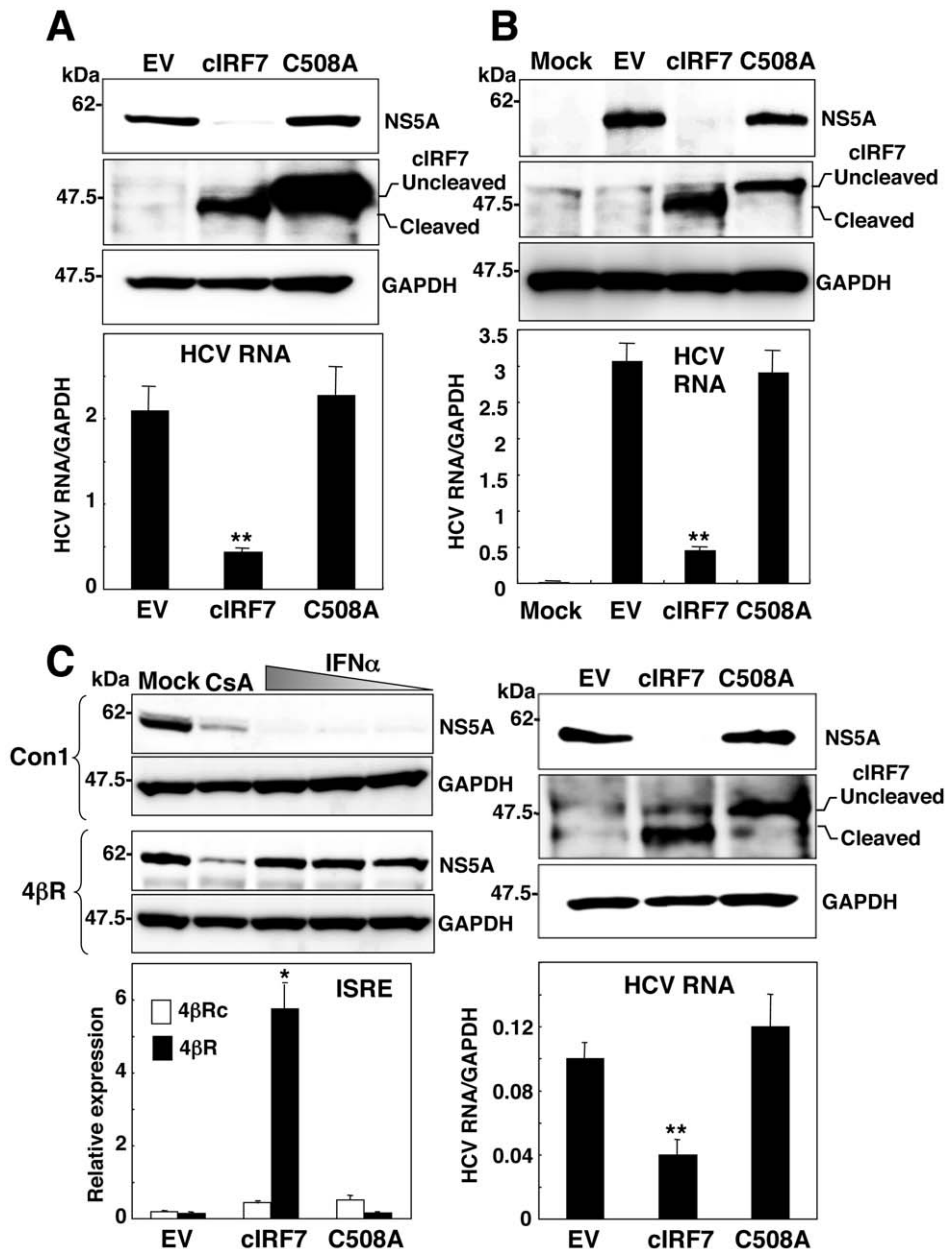 A
EV cIRF7 C508A
kDa
62-
NS5A
cIRF7
Uncleaved
47.5-
Cleaved
47.5-
GAPDH
HCV RNA
HCV RNA/GAPDH
2
1
0
**
EV cIRF7 C508A
B
Mock EV cIRF7 C508A
kDa
62-
NS5A
cIRF7
Uncleaved
47.5-
Cleaved
47.5-
GAPDH
HCV
RNA
HCV RNA/GAPDH
3.5
3
2.5
2
1.5
1
0.5
0
**
Mock EV cIRF7 C508A
C
kDa
Mock CsA IFNα
Con1
62-
NS5A
47.5-
GAPDH
4βR
62-
NS5A
47.5-
GAPDH
ISRE
Relative expression
6
4
2
0
4βRc
4βR
*
EV cIRF7 C508A
kDa
EV cIRF7 C508A
62-
NS5A
cIRF7
Uncleaved
47.5-
Cleaved
47.5-
GAPDH
HCV RNA
HCV RNA/GAPDH
0.12
0.08
0.04
0
**
EV cIRF7 C508A